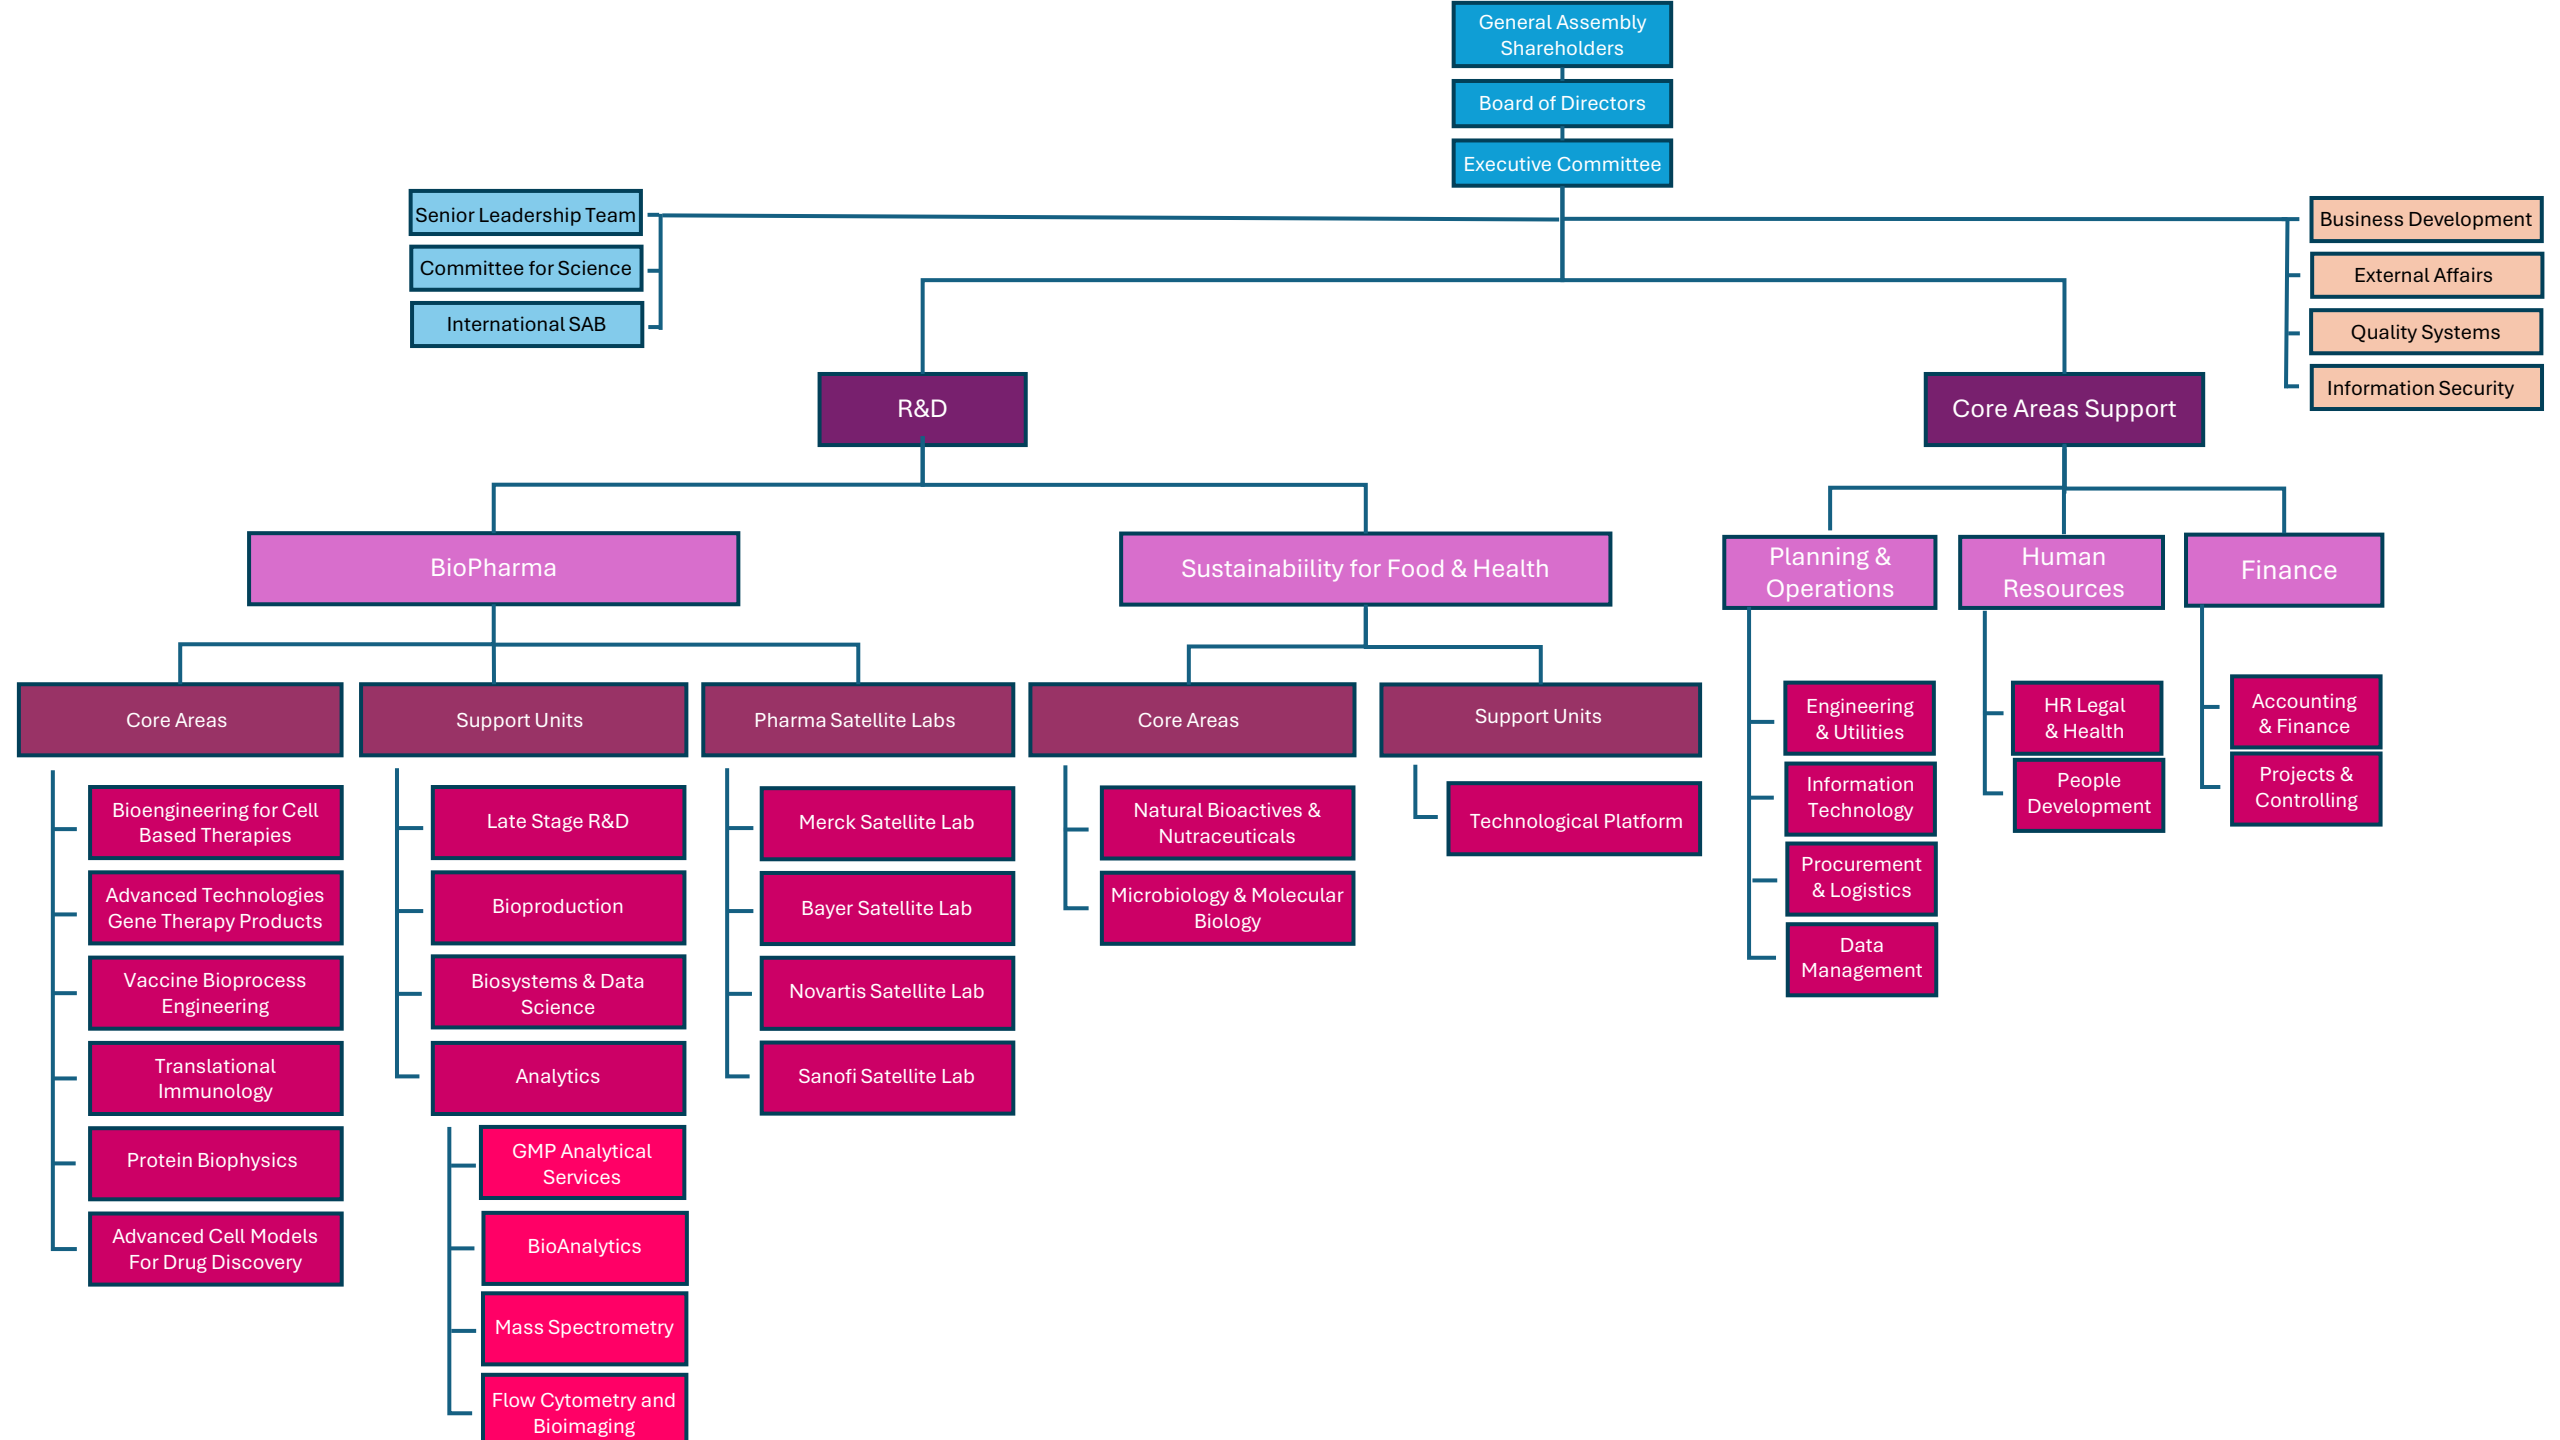 General Assembly
Shareholders
Board of Directors
Executive Committee
Senior Leadership Team
Committee for Science
International SAB
Business Development
External Affairs
Quality Systems
Information Security
R&D
Core Areas Support
BioPharma
Sustainabiility for Food & Health
Planning &
Operations
Human
Resources
Finance
Core Areas
Support Units
Pharma Satellite Labs
Core Areas
Support Units
Bioengineering for Cell
Based Therapies
Advanced Technologies
Gene Therapy Products
Vaccine Bioprocess
Engineering
Translational
Immunology
Protein Biophysics
Advanced Cell Models
For Drug Discovery
Late Stage R&D
Bioproduction
Biosystems & Data
Science
Analytics
GMP Analytical
Services
BioAnalytics
Mass Spectrometry
Flow Cytometry and
Bioimaging
Merck Satellite Lab
Bayer Satellite Lab
Novartis Satellite Lab
Sanofi Satellite Lab
Natural Bioactives &
Nutraceuticals
Microbiology & Molecular
Biology
Technological Platform
Engineering
& Utilities
Information
Technology
Procurement
& Logistics
Data
Management
HR Legal
& Health
People
Development
Accounting
& Finance
Projects &
Controlling